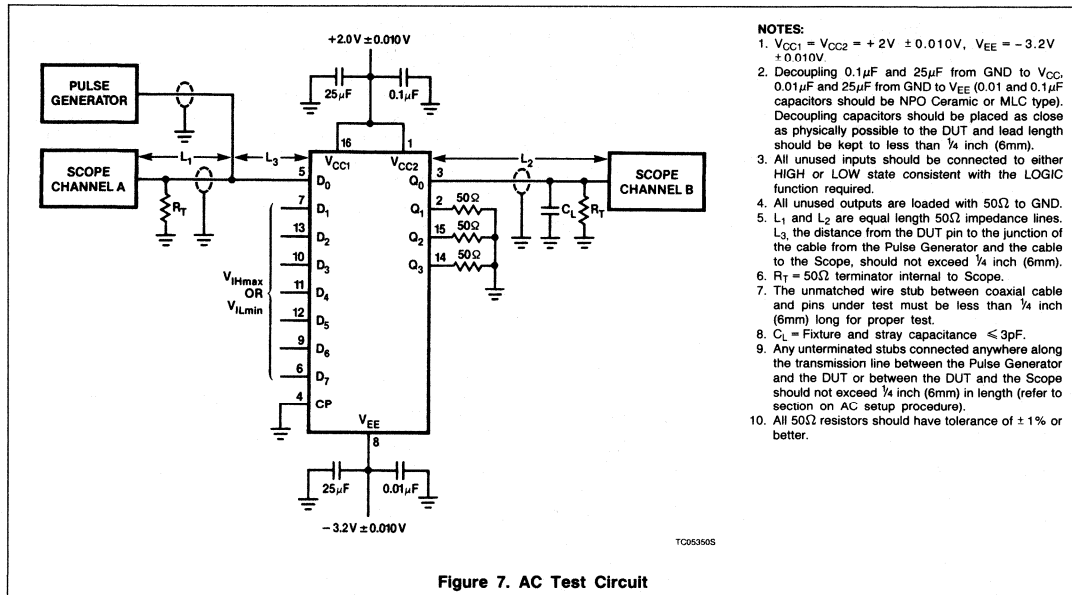 +2.0V ± 0.010V
25μF
0.1μF
PULSE
GENERATOR
16
1
VCC1
VCC2
L1
L3
L2
SCOPE
CHANNEL A
SCOPE
CHANNEL B
RT
5
D0
7
D1
13
D2
10
D3
11
D4
12
D5
9
D6
6
D7
4
CP
VIHmax
OR
VILmin
3
Q0
2
Q1
50Ω
15
Q2
50Ω
14
Q3
50Ω
CL
RT
VEE
8
25μF
0.01μF
−3.2V ± 0.010V
NOTES:
1. VCC1 = VCC2 = +2V ±0.010V, VEE = −3.2V
±0.010V.
2. Decoupling 0.1μF and 25μF from GND to VCC,
0.01μF and 25μF from GND to VEE (0.01 and 0.1μF
capacitors should be NPO Ceramic or MLC type).
Decoupling capacitors should be placed as close
as physically possible to the DUT and lead length
should be kept to less than 1/4 inch (6mm).
3. All unused inputs should be connected to either
HIGH or LOW state consistent with the LOGIC
function required.
4. All unused outputs are loaded with 50Ω to GND.
5. L1 and L2 are equal length 50Ω impedance lines.
L3, the distance from the DUT pin to the junction of
the cable from the Pulse Generator and the cable
to the Scope, should not exceed 1/4 inch (6mm).
6. RT = 50Ω terminator internal to Scope.
7. The unmatched wire stub between coaxial cable
and pins under test must be less than 1/4 inch
(6mm) long for proper test.
8. CL = Fixture and stray capacitance ⩽ 3pF.
9. Any unterminated stubs connected anywhere along
the transmission line between the Pulse Generator
and the DUT or between the DUT and the Scope
should not exceed 1/4 inch (6mm) in length (refer to
section on AC setup procedure).
10. All 50Ω resistors should have tolerance of ±1% or
better.
TC05350S
Figure 7. AC Test Circuit